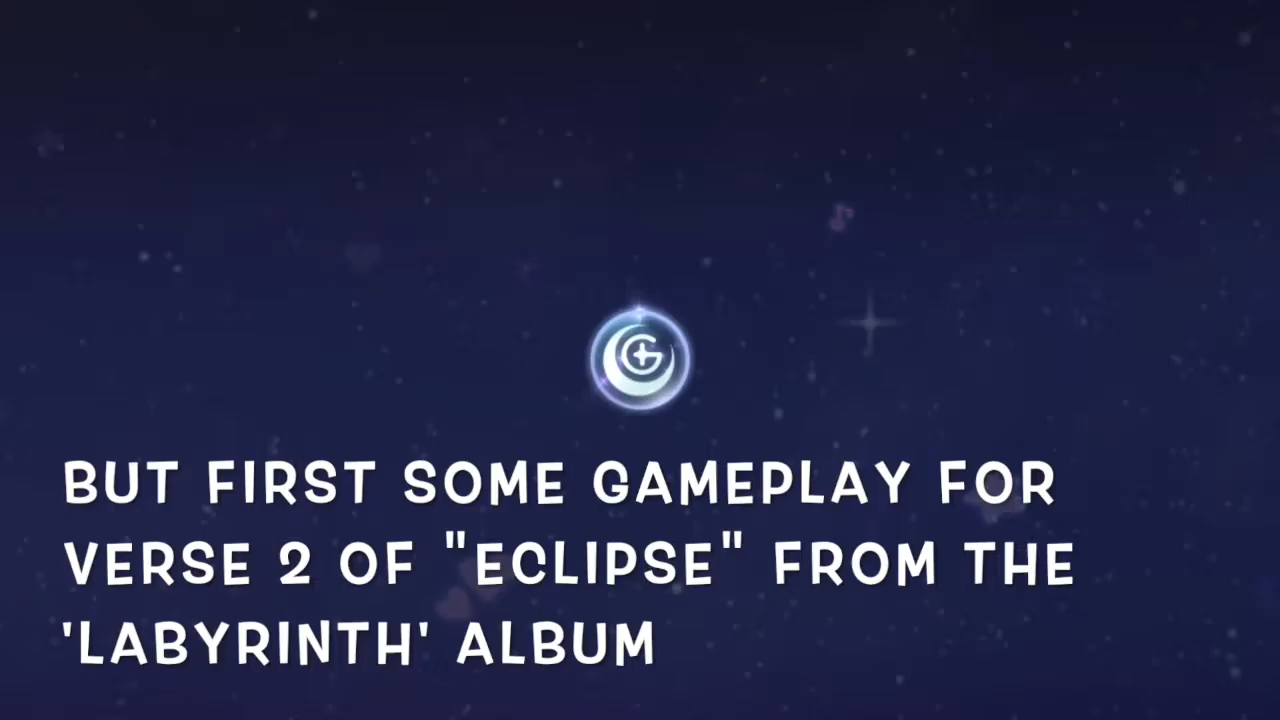 BUT FIRST SOME GAMEPLAY FOR
VERSE 2 OF "ECLIPSE" FROM THE
'LABYRINTH' ALBUM